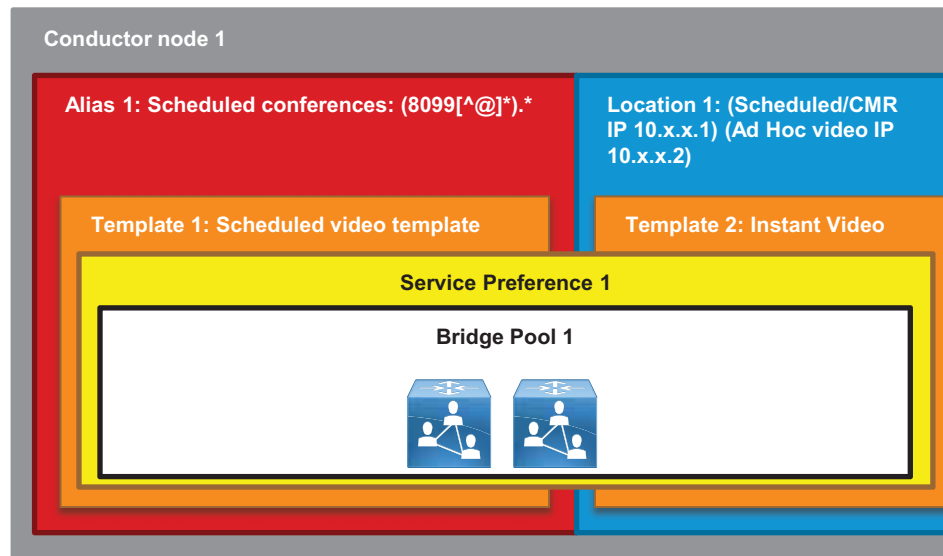 Conductor node 1
Alias 1: Scheduled conferences: (8099[^@]*).*
Location 1: (Scheduled/CMR
IP 10.x.x.1) (Ad Hoc video IP
10.x.x.2)
Template 1: Scheduled video template
Template 2: Instant Video
Service Preference 1
Bridge Pool 1